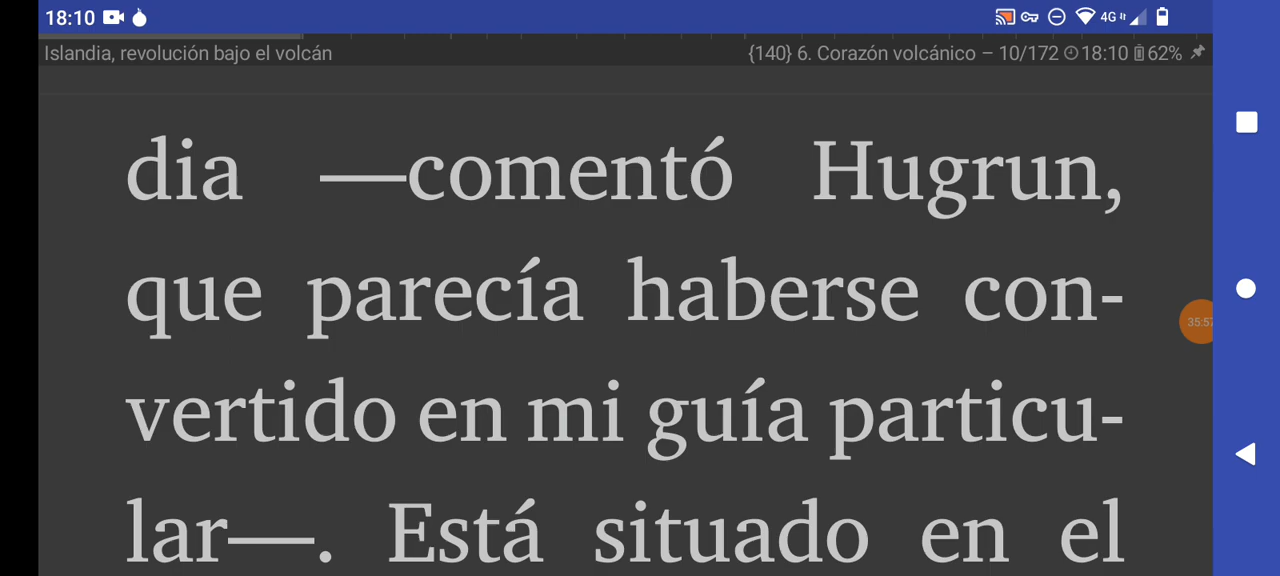 18:10 4G
Islandia, revolución bajo el volcán {140} 6. Corazón volcánico – 10/172 18:10 62%
dia —comentó Hugrun,
que parecía haberse con-
35:57
vertido en mi guía particu-
lar—. Está situado en el